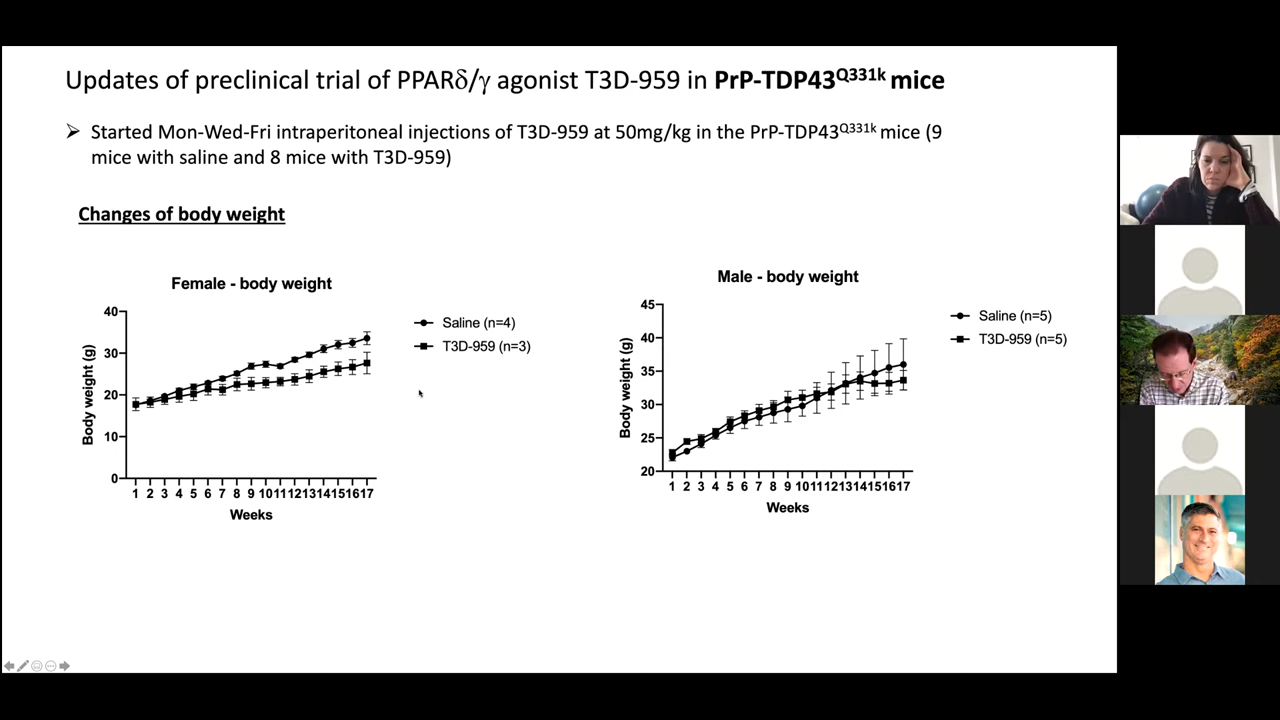 Updates of preclinical trial of PPARδ/γ agonist T3D-959 in PrP-TDP43Q331k mice
➢ Started Mon-Wed-Fri intraperitoneal injections of T3D-959 at 50mg/kg in the PrP-TDP43Q331k mice (9
mice with saline and 8 mice with T3D-959)
Changes of body weight
Female - body weight
40
30
20
10
0
Body weight (g)
1 2 3 4 5 6 7 8 9 10 11 12 13 14 15 16 17
Weeks
Saline (n=4)
T3D-959 (n=3)
Male - body weight
45
40
35
30
25
20
Body weight (g)
1 2 3 4 5 6 7 8 9 10 11 12 13 14 15 16 17
Weeks
Saline (n=5)
T3D-959 (n=5)